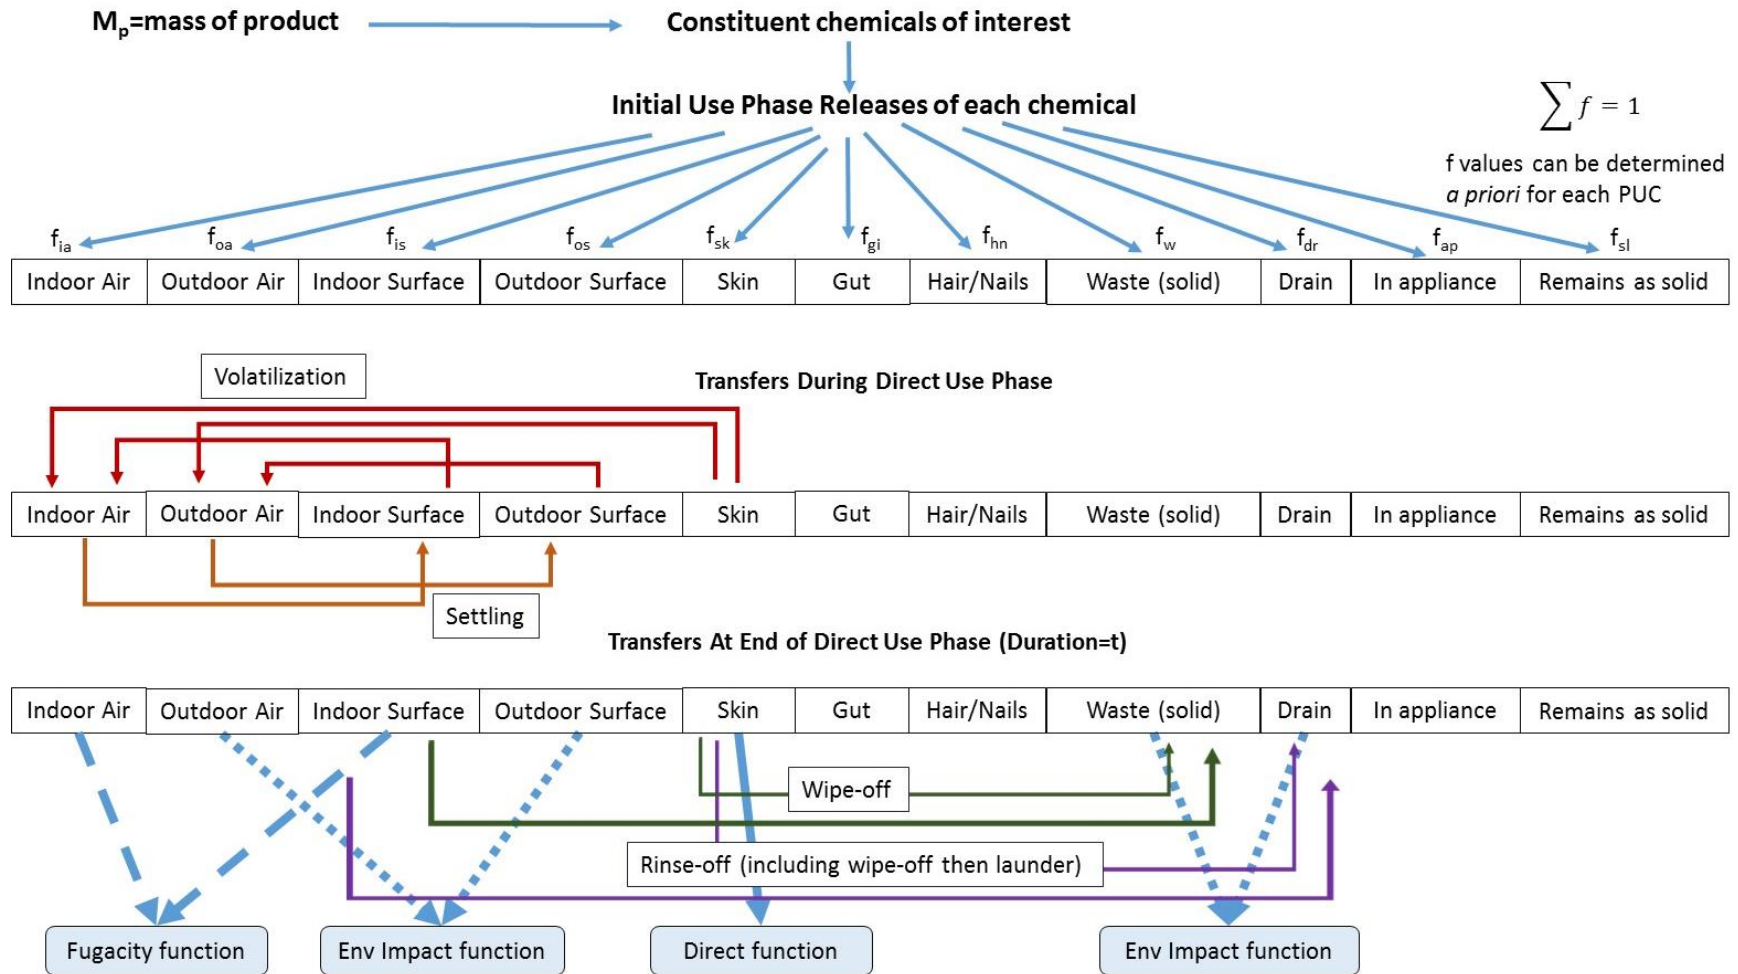 Mp=mass of product
Constituent chemicals of interest
Initial Use Phase Releases of each chemical
∑ f = 1
f values can be determined
a priori for each PUC
fia
foa
fis
fos
fsk
fgi
fhn
fw
fdr
fap
fsl
Indoor Air
Outdoor Air
Indoor Surface
Outdoor Surface
Skin
Gut
Hair/Nails
Waste (solid)
Drain
In appliance
Remains as solid
Volatilization
Transfers During Direct Use Phase
Indoor Air
Outdoor Air
Indoor Surface
Outdoor Surface
Skin
Gut
Hair/Nails
Waste (solid)
Drain
In appliance
Remains as solid
Settling
Transfers At End of Direct Use Phase (Duration=t)
Indoor Air
Outdoor Air
Indoor Surface
Outdoor Surface
Skin
Gut
Hair/Nails
Waste (solid)
Drain
In appliance
Remains as solid
Wipe-off
Rinse-off (including wipe-off then launder)
Fugacity function
Env Impact function
Direct function
Env Impact function